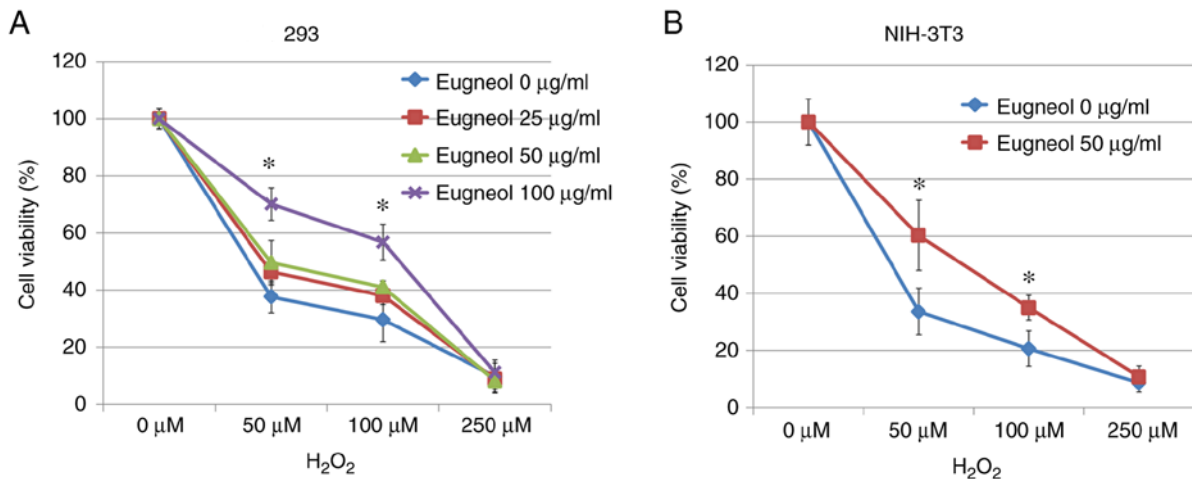 A
293
Cell viability (%)
120
100
80
60
40
20
0
Eugneol 0 μg/ml
Eugneol 25 μg/ml
Eugneol 50 μg/ml
Eugneol 100 μg/ml
*
*
0 μM 50 μM 100 μM 250 μM
H₂O₂
B
NIH-3T3
Cell viability (%)
120
100
80
60
40
20
0
Eugneol 0 μg/ml
Eugneol 50 μg/ml
*
*
0 μM 50 μM 100 μM 250 μM
H₂O₂